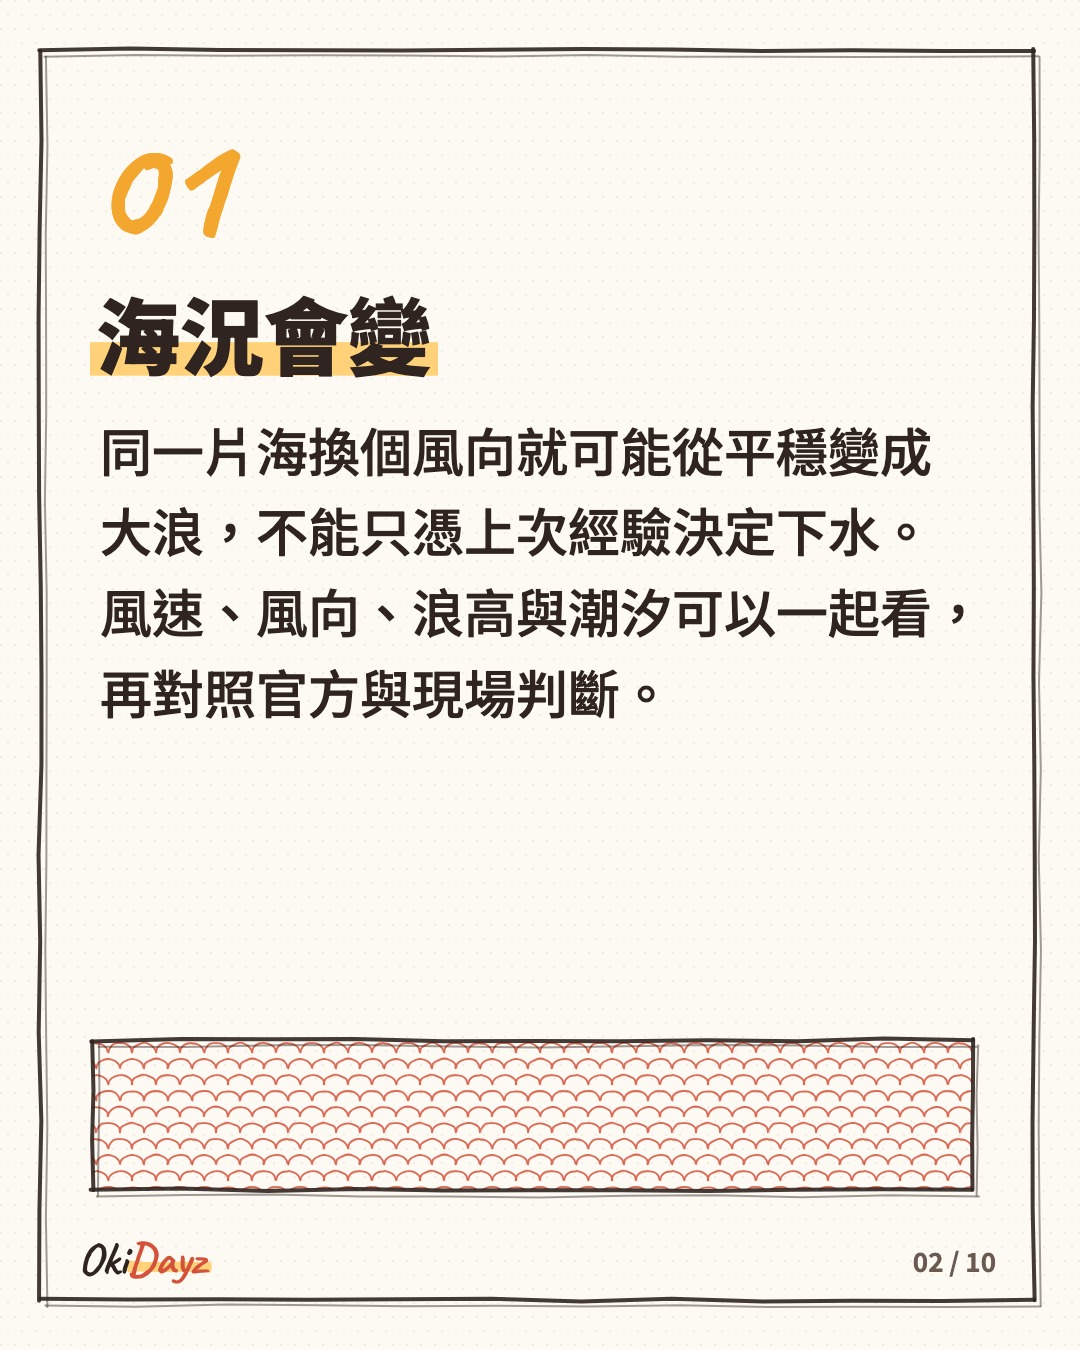 01
海況會變
同一片海換個風向就可能從平穩變成
大浪，不能只憑上次經驗決定下水。
風速、風向、浪高與潮汐可以一起看，
再對照官方與現場判斷。
OkiDayz
02 / 10